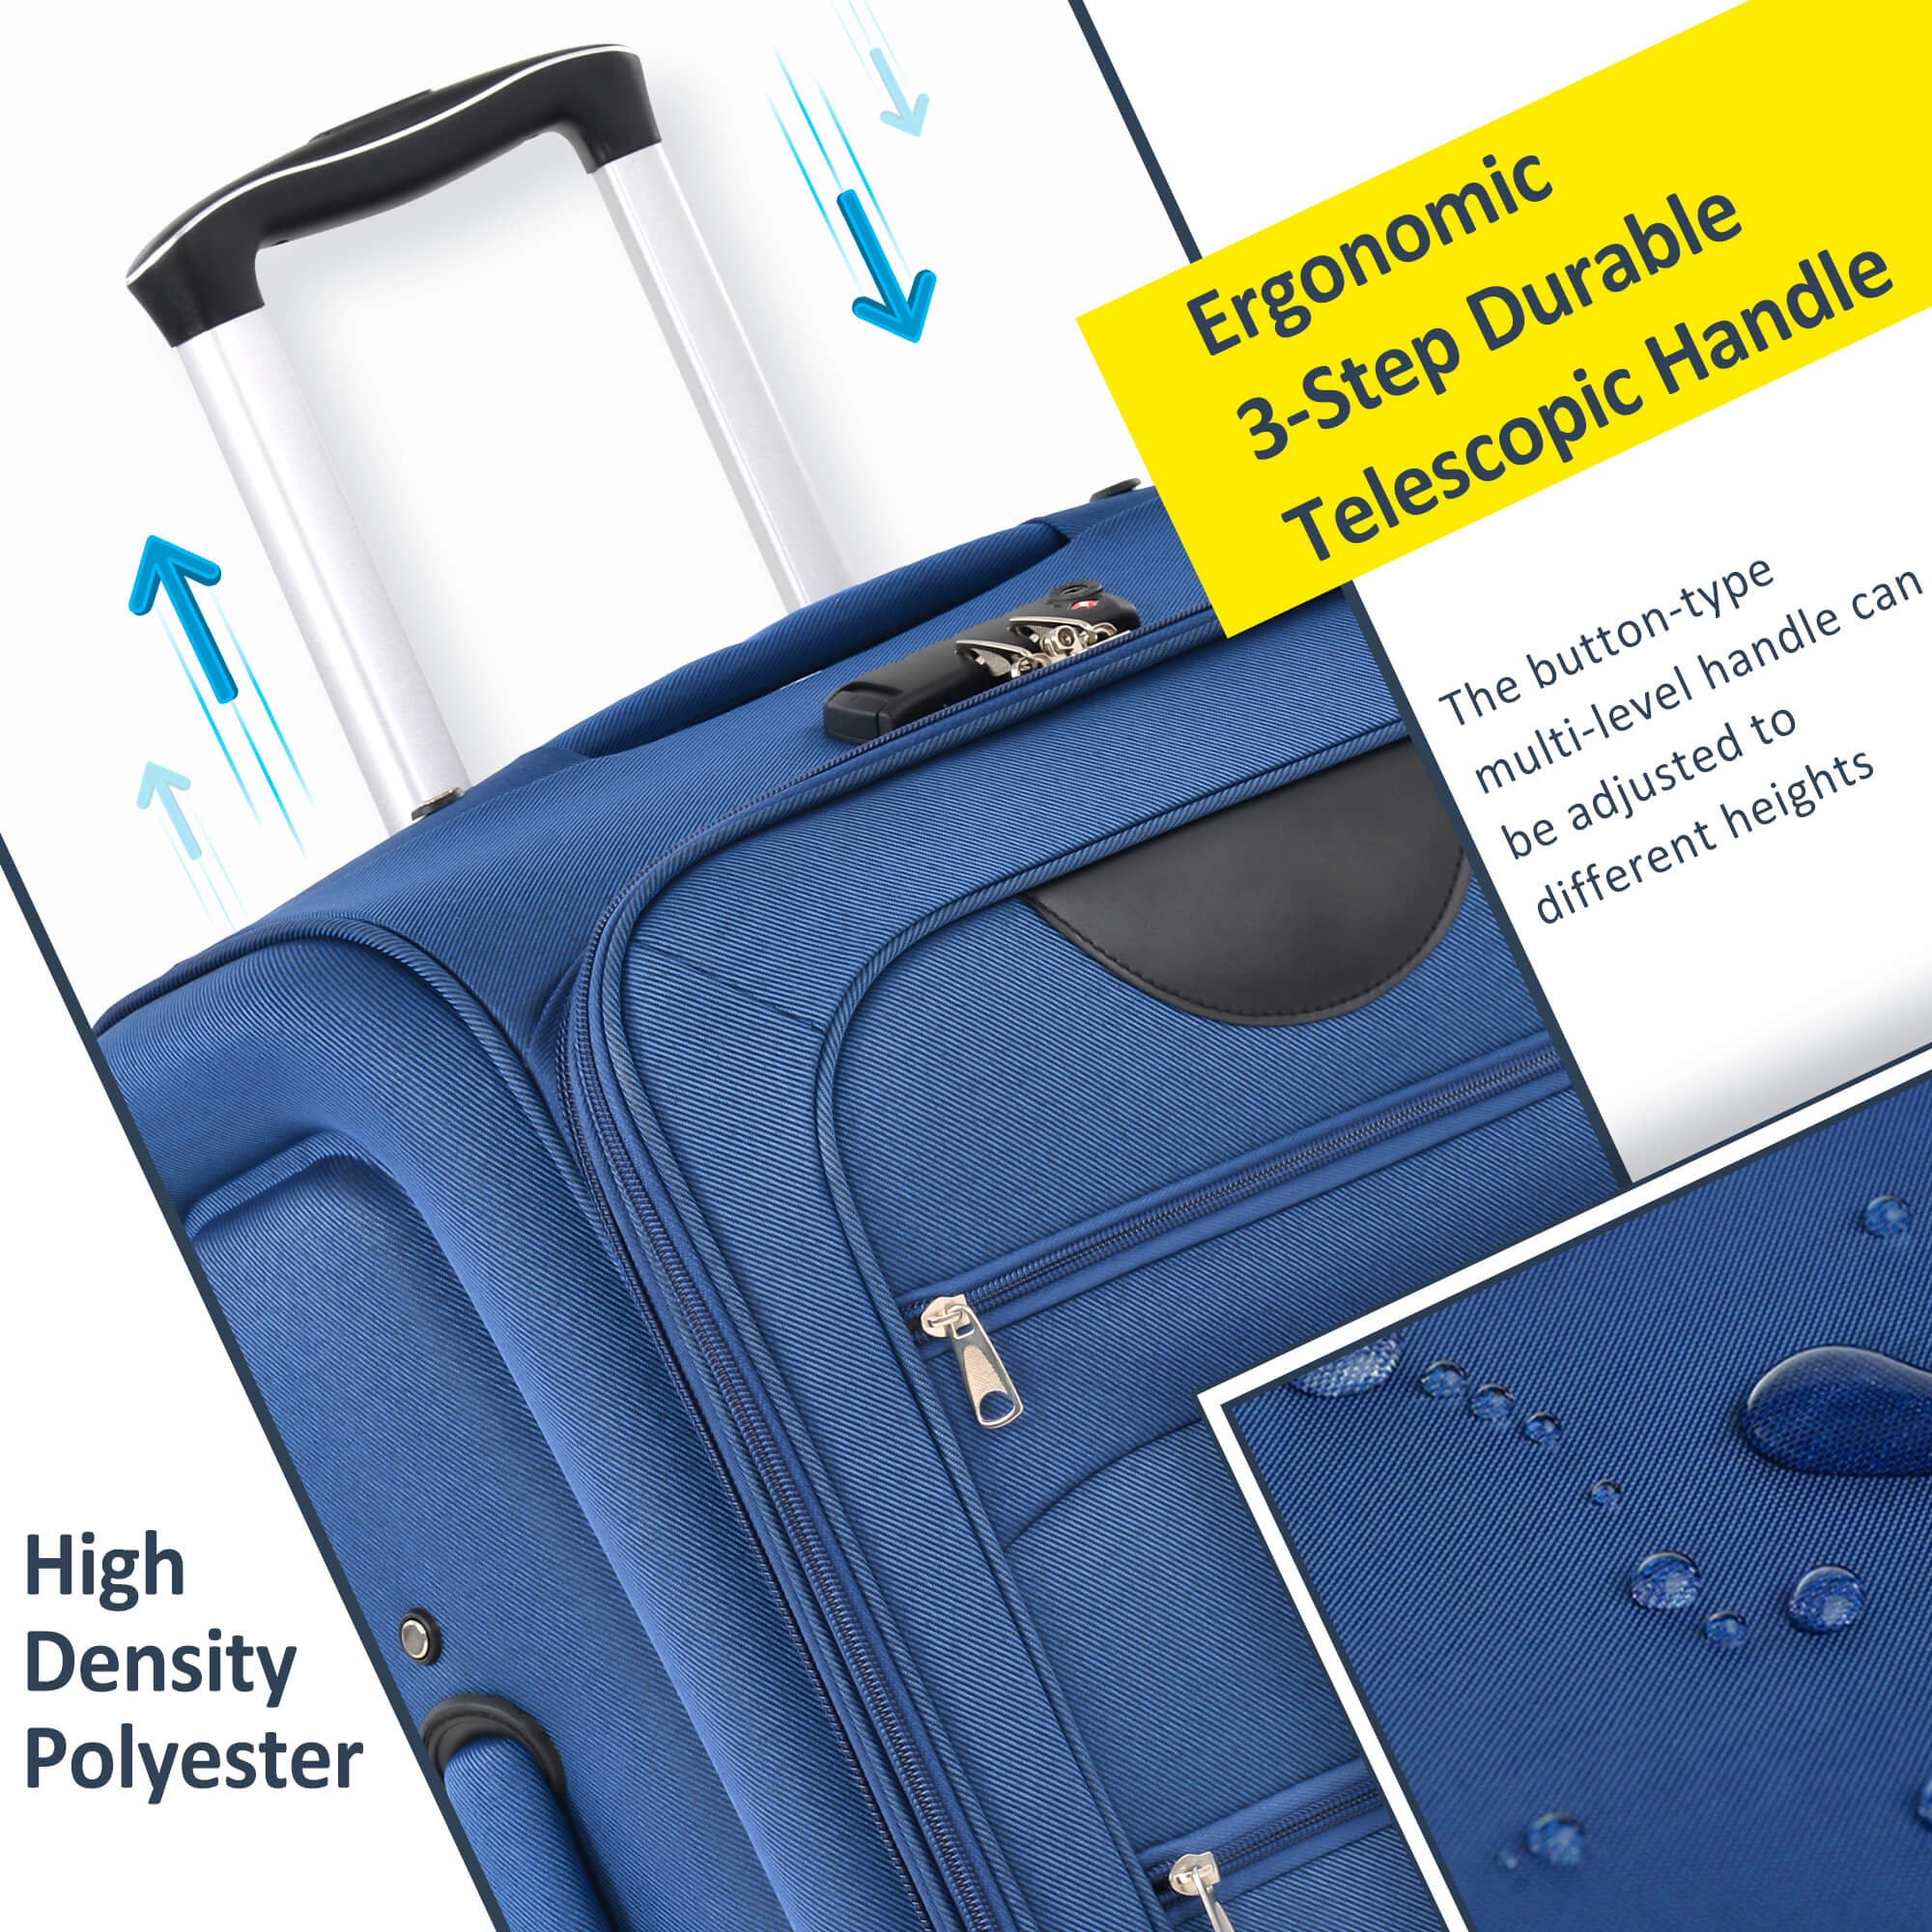 Ergonomic
3-Step Durable
Telescopic Handle
The button-type
multi-level handle can
be adjusted to
different heights
High
Density
Polyester